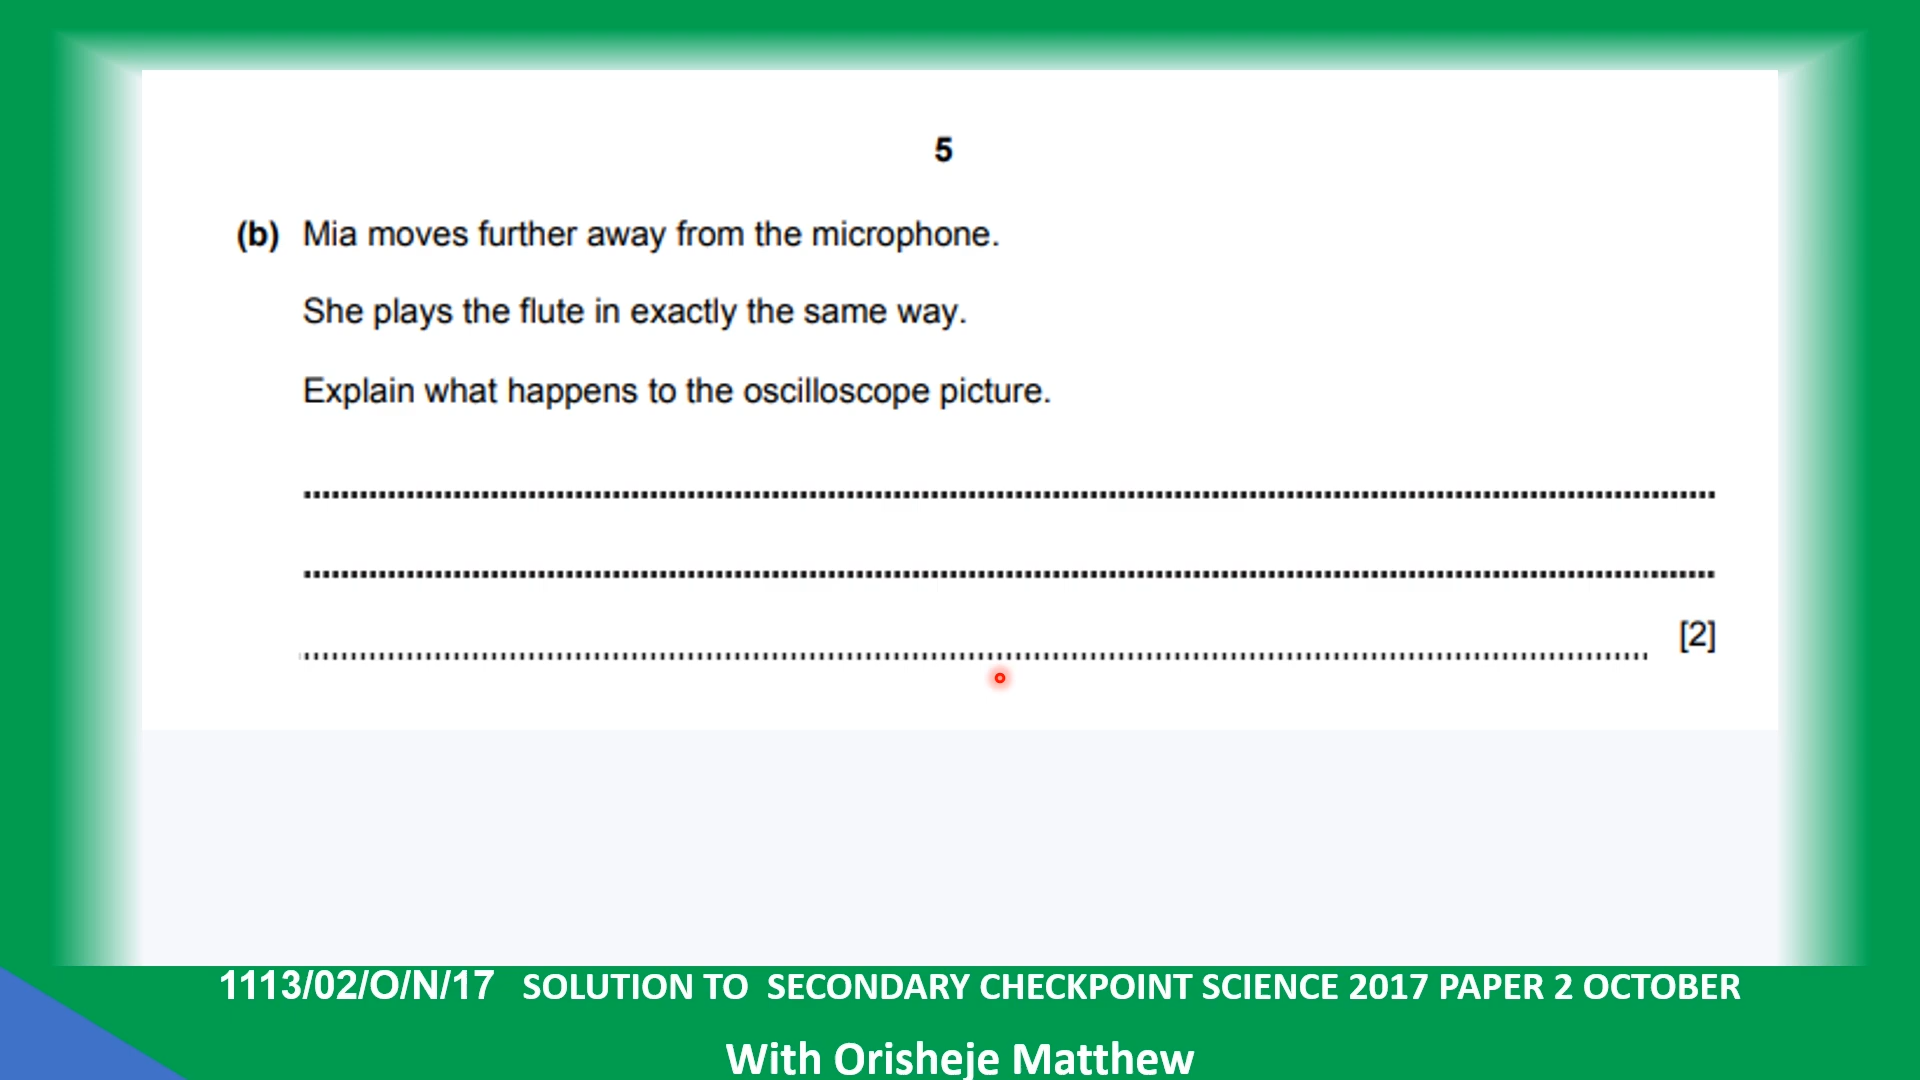 5
(b) Mia moves further away from the microphone.
She plays the flute in exactly the same way.
Explain what happens to the oscilloscope picture.
[2]
1113/02/O/N/17 SOLUTION TO SECONDARY CHECKPOINT SCIENCE 2017 PAPER 2 OCTOBER
With Orisheje Matthew